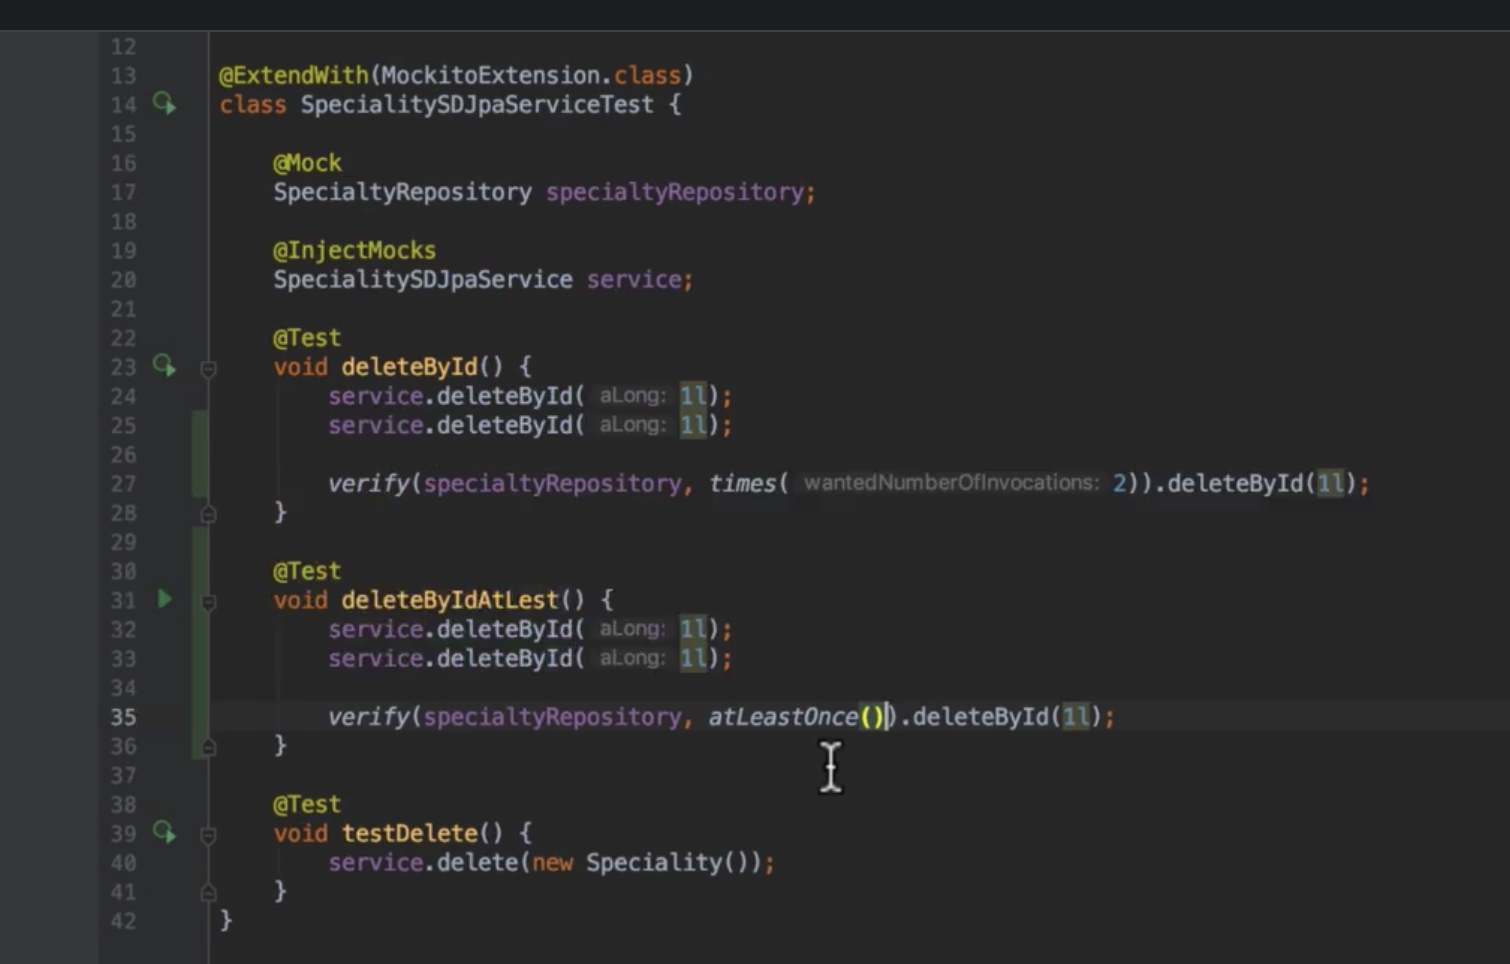 12
13 @ExtendWith(MockitoExtension.class)
14 class SpecialitySDJpaServiceTest {
15
16 @Mock
17 SpecialtyRepository specialtyRepository;
18
19 @InjectMocks
20 SpecialitySDJpaService service;
21
22 @Test
23 void deleteById() {
24 service.deleteById( aLong: 1l);
25 service.deleteById( aLong: 1l);
26
27 verify(specialtyRepository, times( wantedNumberOfInvocations: 2)).deleteById(1l);
28 }
29
30 @Test
31 void deleteByIdAtLest() {
32 service.deleteById( aLong: 1l);
33 service.deleteById( aLong: 1l);
34
35 verify(specialtyRepository, atLeastOnce()).deleteById(1l);
36 }
37
38 @Test
39 void testDelete() {
40 service.delete(new Speciality());
41 }
42 }